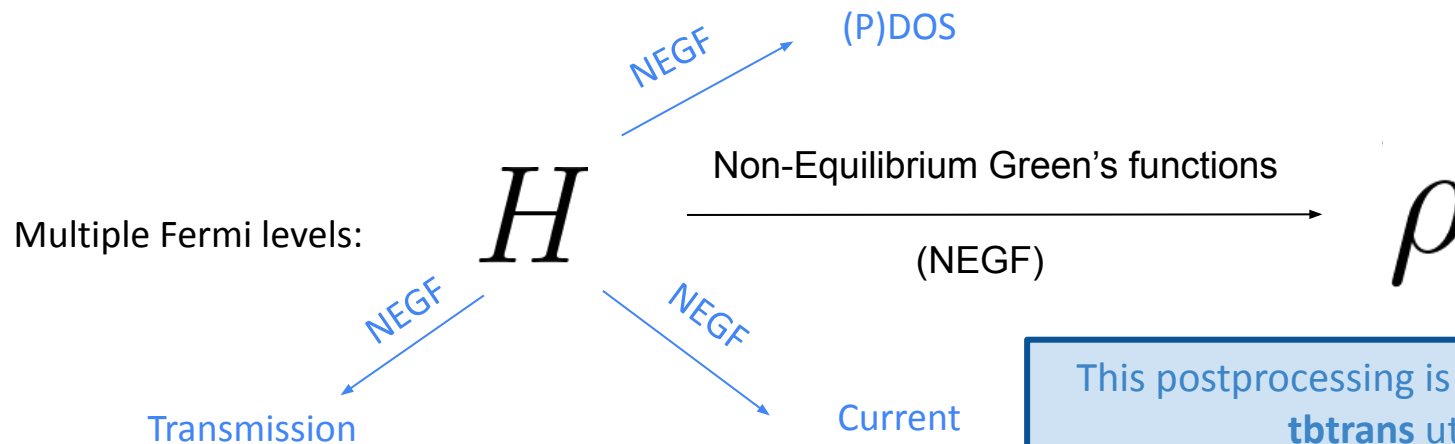 (P)DOS
NEGF
Non-Equilibrium Green's functions
H
ρ
Multiple Fermi levels:
(NEGF)
NEGF
NEGF
This postprocessing is
tbtrans
Transmission
Current